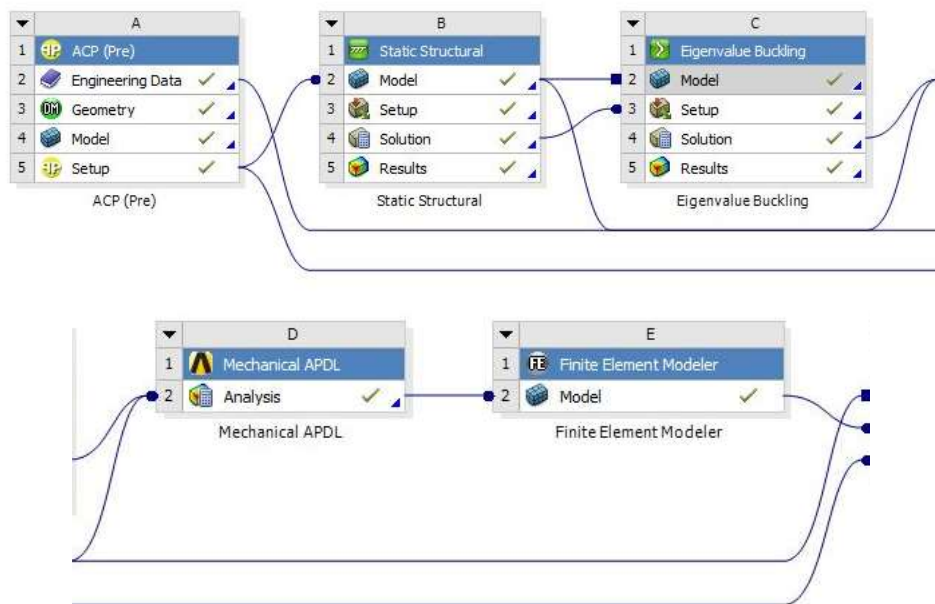 A
1 ACP (Pre)
2 Engineering Data
3 Geometry
4 Model
5 Setup
ACP (Pre)
B
1 Static Structural
2 Model
3 Setup
4 Solution
5 Results
Static Structural
C
1 Eigenvalue Buckling
2 Model
3 Setup
4 Solution
5 Results
Eigenvalue Buckling
D
1 Mechanical APDL
2 Analysis
Mechanical APDL
E
1 FE Finite Element Modeler
2 Model
Finite Element Modeler